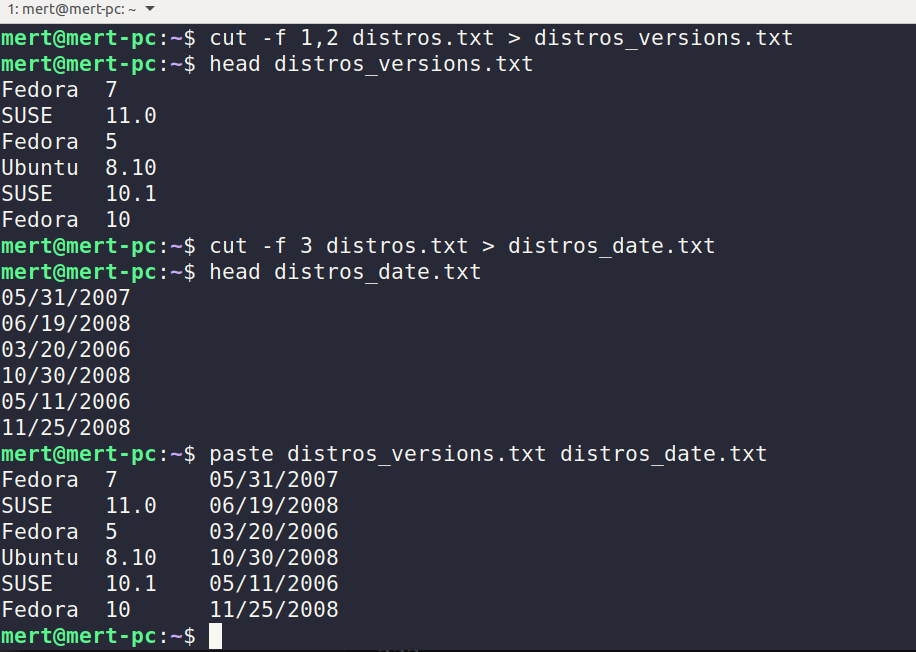 1: mert@mert-pc: ~
mert@mert-pc:~$ cut -f 1,2 distros.txt > distros_versions.txt
mert@mert-pc:~$ head distros_versions.txt
Fedora  7
SUSE    11.0
Fedora  5
Ubuntu  8.10
SUSE    10.1
Fedora  10
mert@mert-pc:~$ cut -f 3 distros.txt > distros_date.txt
mert@mert-pc:~$ head distros_date.txt
05/31/2007
06/19/2008
03/20/2006
10/30/2008
05/11/2006
11/25/2008
mert@mert-pc:~$ paste distros_versions.txt distros_date.txt
Fedora  7       05/31/2007
SUSE    11.0    06/19/2008
Fedora  5       03/20/2006
Ubuntu  8.10    10/30/2008
SUSE    10.1    05/11/2006
Fedora  10      11/25/2008
mert@mert-pc:~$